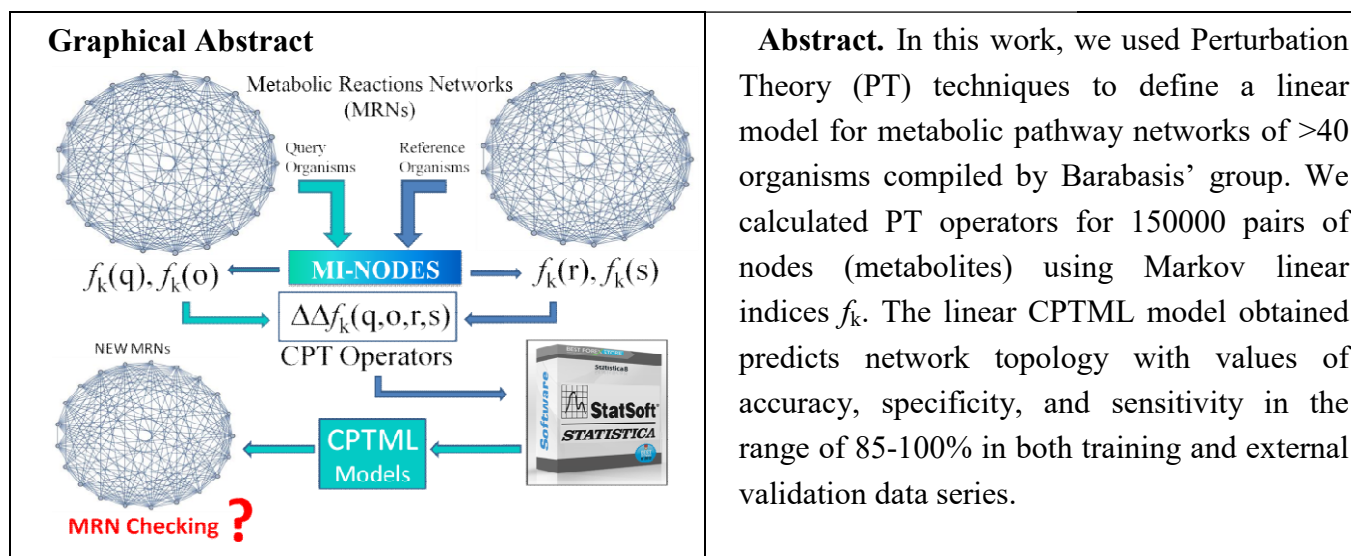 Graphical Abstract
Metabolic Reactions Networks
(MRNs)
Query
Organisms
Reference
Organisms
MI-NODES
fₖ(q), fₖ(o)
fₖ(r), fₖ(s)
ΔΔfₖ(q,o,r,s)
CPT Operators
NEW MRNs
BEST FOREX STORE
Statistica8
Software
StatSoft
STATISTICA
CPTML
Models
MRN Checking ?
Abstract. In this work, we used Perturbation
Theory (PT) techniques to define a linear
model for metabolic pathway networks of >40
organisms compiled by Barabasis’ group. We
calculated PT operators for 150000 pairs of
nodes (metabolites) using Markov linear
indices fₖ. The linear CPTML model obtained
predicts network topology with values of
accuracy, specificity, and sensitivity in the
range of 85-100% in both training and external
validation data series.